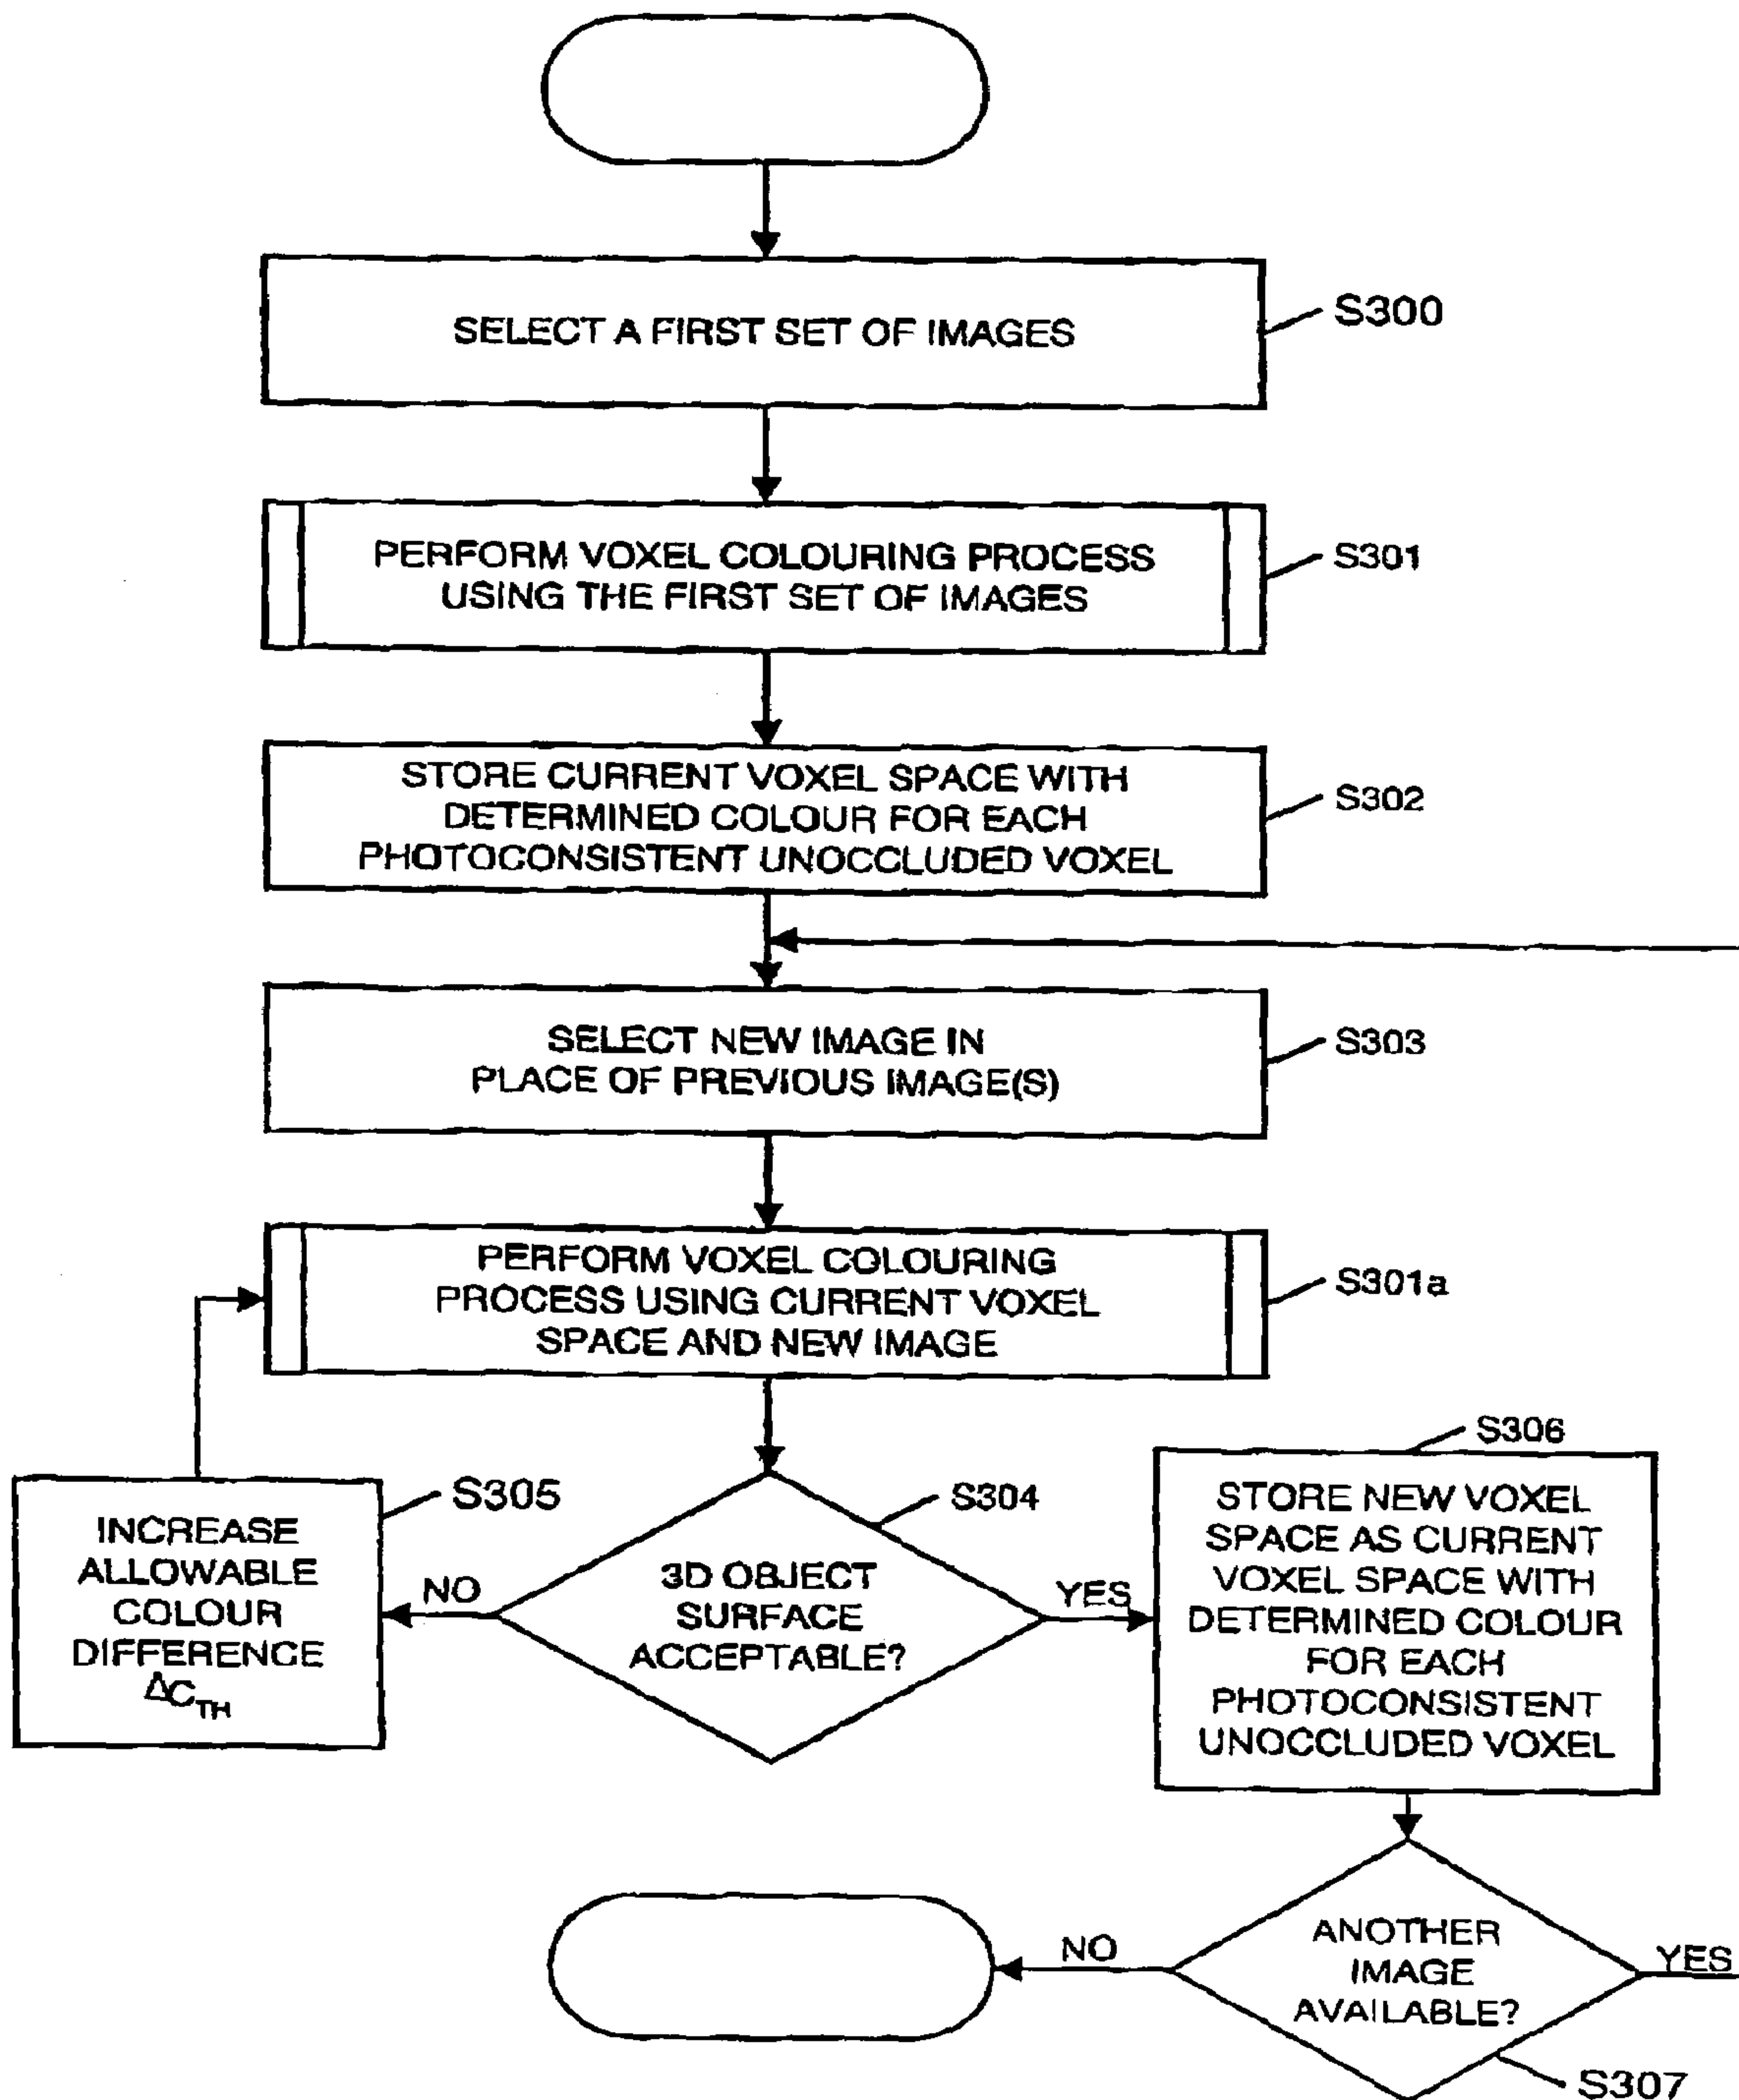 SELECT A FIRST SET OF IMAGES
S300
PERFORM VOXEL COLOURING PROCESS
USING THE FIRST SET OF IMAGES
S301
STORE CURRENT VOXEL SPACE WITH
DETERMINED COLOUR FOR EACH
PHOTOCONSISTENT UNOCCLUDED VOXEL
S302
SELECT NEW IMAGE IN
PLACE OF PREVIOUS IMAGE(S)
S303
PERFORM VOXEL COLOURING
PROCESS USING CURRENT VOXEL
SPACE AND NEW IMAGE
S301a
3D OBJECT
SURFACE
ACCEPTABLE?
S304
NO
YES
INCREASE
ALLOWABLE
COLOUR
DIFFERENCE
ΔC_TH
S305
S306
STORE NEW VOXEL
SPACE AS CURRENT
VOXEL SPACE WITH
DETERMINED COLOUR
FOR EACH
PHOTOCONSISTENT
UNOCCLUDED VOXEL
ANOTHER
IMAGE
AVAILABLE?
NO
YES
S307